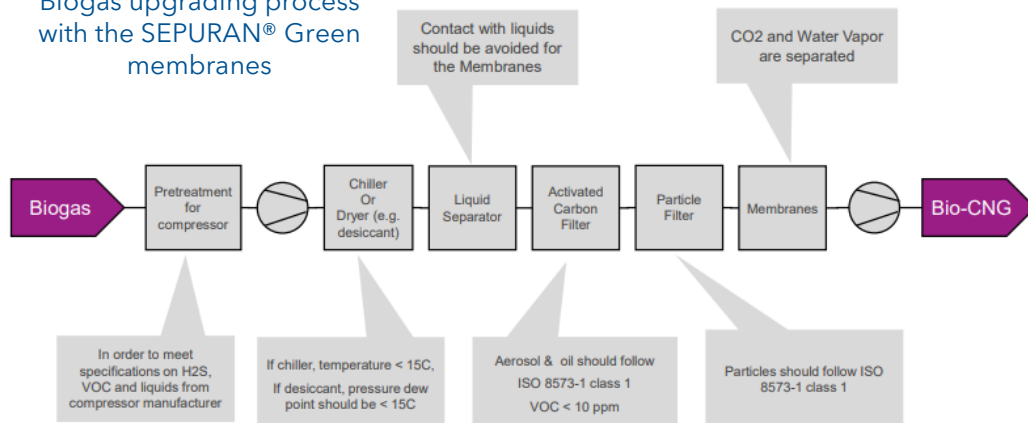 Biogas upgrading process
with the SEPURAN® Green
membranes
Contact with liquids
should be avoided for
the Membranes
CO2 and Water Vapor
are separated
Biogas
Pretreatment
for
compressor
Chiller
Or
Dryer (e.g.
desiccant)
Liquid
Separator
Activated
Carbon
Filter
Particle
Filter
Membranes
Bio-CNG
In order to meet
specifications on H2S,
VOC and liquids from
compressor manufacturer
If chiller, temperature < 15C,
If desiccant, pressure dew
point should be < 15C
Aerosol & oil should follow
ISO 8573-1 class 1
VOC < 10 ppm
Particles should follow ISO
8573-1 class 1